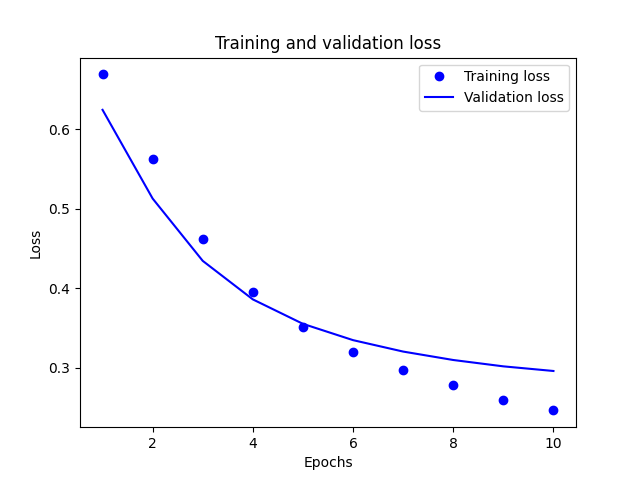 Training and validation loss
Training loss
Validation loss
0.6
0.5
0.4
0.3
Loss
2 4 6 8 10
Epochs